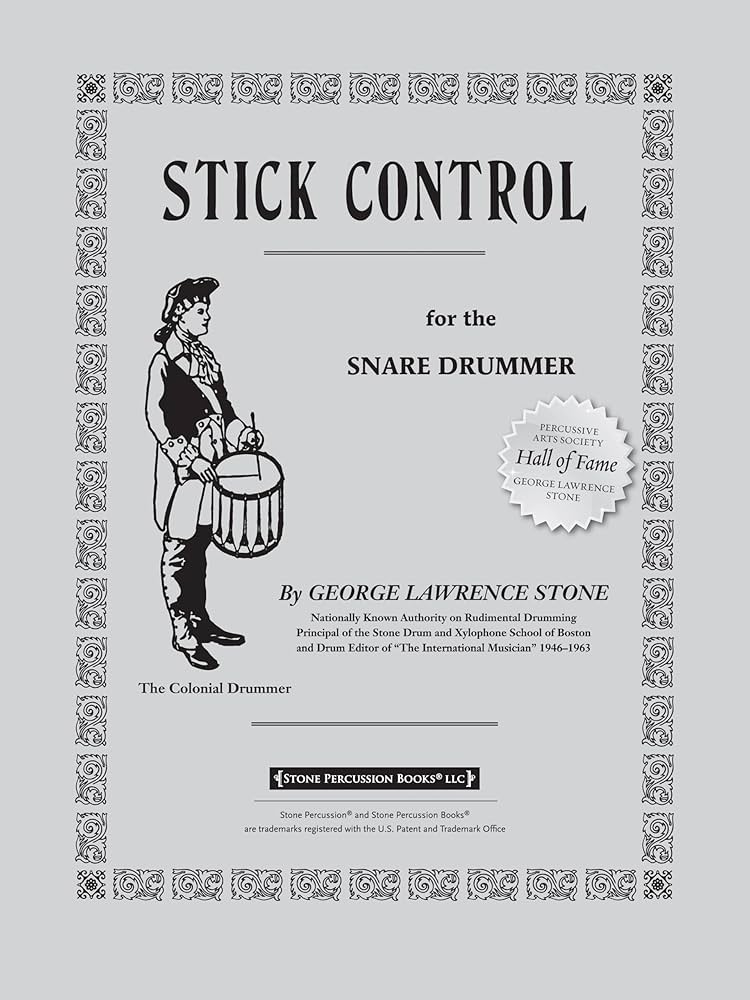 STICK CONTROL
for the
SNARE DRUMMER
PERCUSSIVE
ARTS SOCIETY
Hall of Fame
GEORGE LAWRENCE
STONE
By GEORGE LAWRENCE STONE
Nationally Known Authority on Rudimental Drumming
Principal of the Stone Drum and Xylophone School of Boston
and Drum Editor of “The International Musician” 1946–1963
The Colonial Drummer
STONE PERCUSSION BOOKS® LLC
Stone Percussion® and Stone Percussion Books®
are trademarks registered with the U.S. Patent and Trademark Office